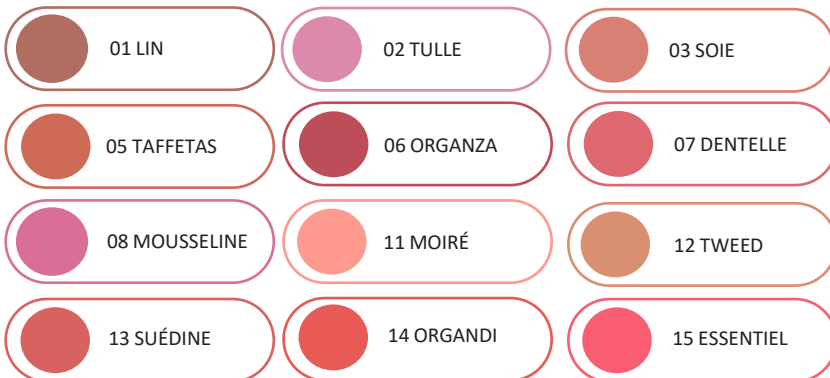 01 LIN
02 TULLE
03 SOIE
05 TAFFETAS
06 ORGANZA
07 DENTELLE
08 MOUSSELINE
11 MOIRÉ
12 TWEED
13 SUÉDINE
14 ORGANDI
15 ESSENTIEL